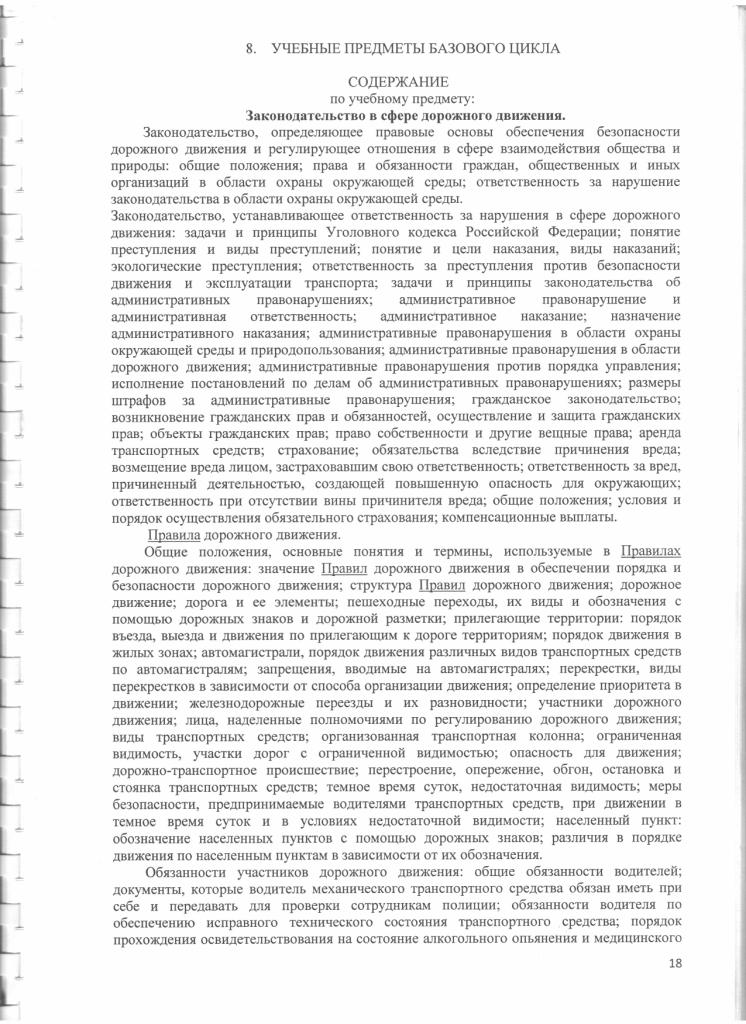 8. УЧЕБНЫЕ ПРЕДМЕТЫ БАЗОВОГО ЦИКЛА
СОДЕРЖАНИЕ
по учебному предмету:
Законодательство в сфере дорожного движения.
Законодательство, определяющее правовые основы обеспечения безопасности
дорожного движения и регулирующее отношения в сфере взаимодействия общества и
природы: общие положения; права и обязанности граждан, общественных и иных
организаций в области охраны окружающей среды; ответственность за нарушение
законодательства в области охраны окружающей среды.
Законодательство, устанавливающее ответственность за нарушения в сфере дорожного
движения: задачи и принципы Уголовного кодекса Российской Федерации; понятие
преступления и виды преступлений; понятие и цели наказания, виды наказаний;
экологические преступления; ответственность за преступления против безопасности
движения и эксплуатации транспорта; задачи и принципы законодательства об
административных правонарушениях; административное правонарушение и
административная ответственность; административное наказание; назначение
административного наказания; административные правонарушения в области охраны
окружающей среды и природопользования; административные правонарушения в области
дорожного движения; административные правонарушения против порядка управления;
исполнение постановлений по делам об административных правонарушениях; размеры
штрафов за административные правонарушения; гражданское законодательство;
возникновение гражданских прав и обязанностей, осуществление и защита гражданских
прав; объекты гражданских прав; право собственности и другие вещные права; аренда
транспортных средств; страхование; обязательства вследствие причинения вреда;
возмещение вреда лицом, застраховавшим свою ответственность; ответственность за вред,
причиненный деятельностью, создающей повышенную опасность для окружающих;
ответственность при отсутствии вины причинителя вреда; общие положения; условия и
порядок осуществления обязательного страхования; компенсационные выплаты.
Правила дорожного движения.
Общие положения, основные понятия и термины, используемые в Правилах
дорожного движения: значение Правил дорожного движения в обеспечении порядка и
безопасности дорожного движения; структура Правил дорожного движения; дорожное
движение; дорога и ее элементы; пешеходные переходы, их виды и обозначения с
помощью дорожных знаков и дорожной разметки; прилегающие территории: порядок
въезда, выезда и движения по прилегающим к дороге территориям; порядок движения в
жилых зонах; автомагистрали, порядок движения различных видов транспортных средств
по автомагистралям; запрещения, вводимые на автомагистралях; перекрестки, виды
перекрестков в зависимости от способа организации движения; определение приоритета в
движении; железнодорожные переезды и их разновидности; участники дорожного
движения; лица, наделенные полномочиями по регулированию дорожного движения;
виды транспортных средств; организованная транспортная колонна; ограниченная
видимость, участки дорог с ограниченной видимостью; опасность для движения;
дорожно-транспортное происшествие; перестроение, опережение, обгон, остановка и
стоянка транспортных средств; темное время суток, недостаточная видимость; меры
безопасности, предпринимаемые водителями транспортных средств, при движении в
темное время суток и в условиях недостаточной видимости; населенный пункт:
обозначение населенных пунктов с помощью дорожных знаков; различия в порядке
движения по населенным пунктам в зависимости от их обозначения.
Обязанности участников дорожного движения: общие обязанности водителей;
документы, которые водитель механического транспортного средства обязан иметь при
себе и передавать для проверки сотрудникам полиции; обязанности водителя по
обеспечению исправного технического состояния транспортного средства; порядок
прохождения освидетельствования на состояние алкогольного опьянения и медицинского
18